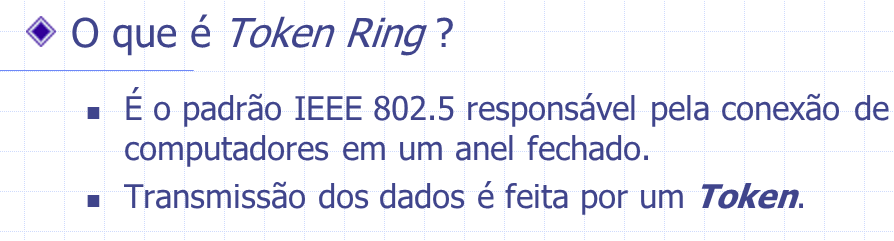 O que é Token Ring ?
É o padrão IEEE 802.5 responsável pela conexão de
computadores em um anel fechado.
Transmissão dos dados é feita por um Token.